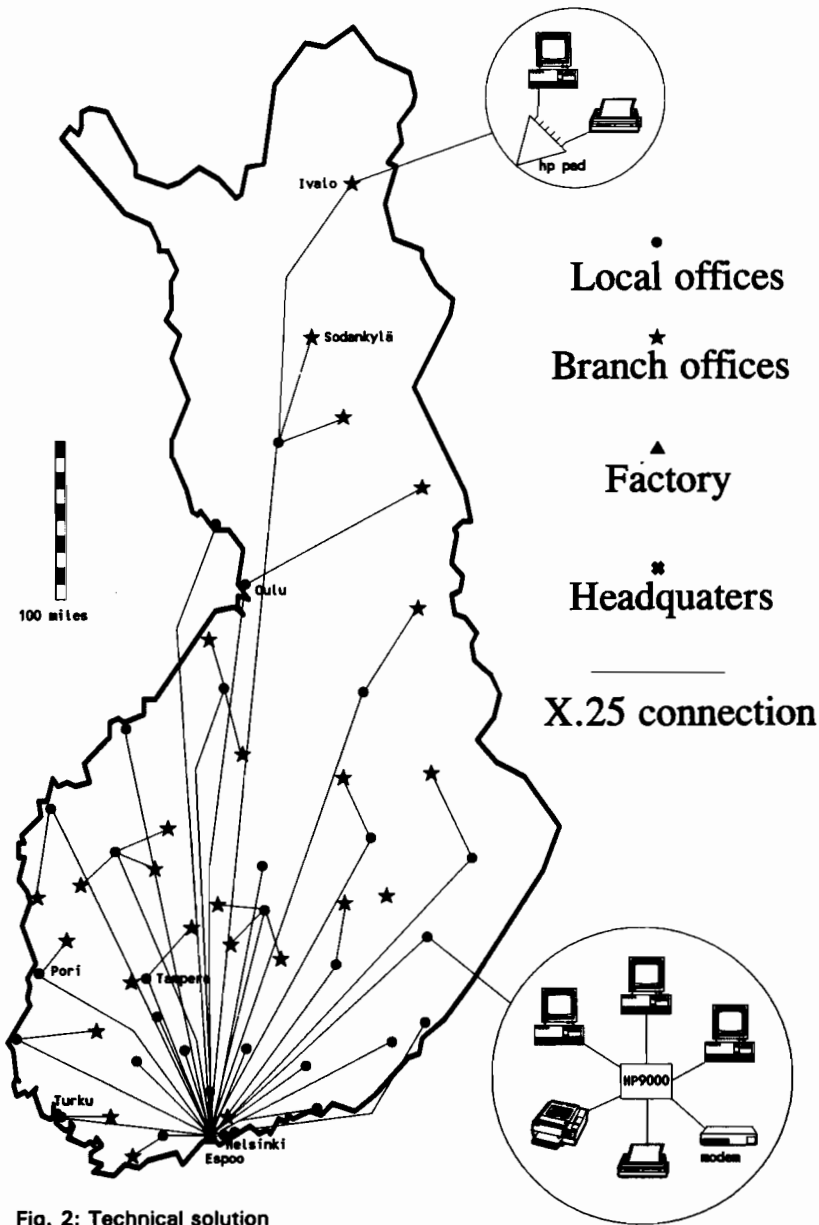 hp pad
Ivalo
Local offices
Sodankylä
Branch offices
Factory
Oulu
100 miles
Headquaters
X.25 connection
Pori
Tampere
HP9000
Turku
Helsinki
Espoo
modem
Fig. 2: Technical solution